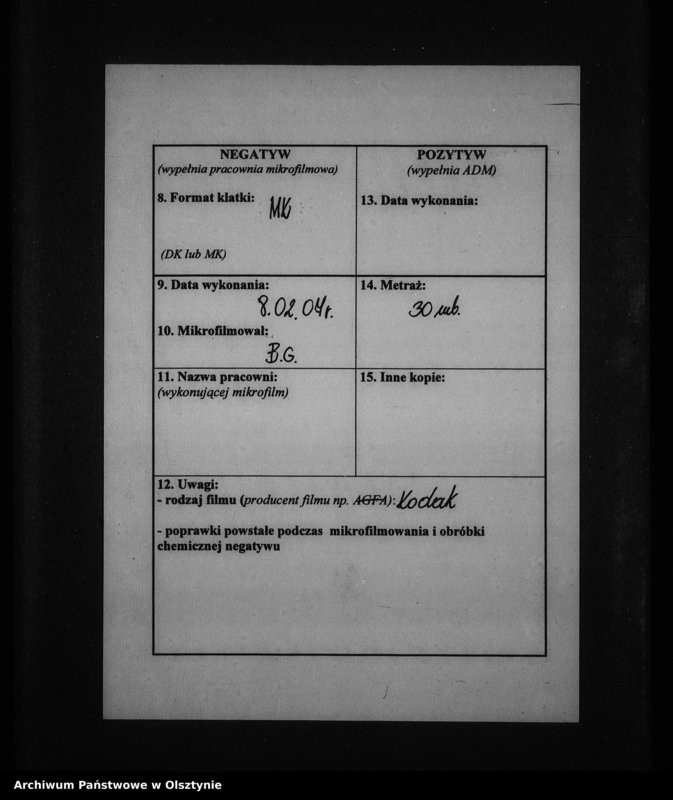 NEGATYW
(wypełnia pracownia mikrofilmowa)
8. Format klatki: MK
(DK lub MK)
POZYTYW
(wypełnia ADM)
13. Data wykonania:
9. Data wykonania:
8.02.04r.
10. Mikrofilmował:
B.G.
14. Metraż:
30 mb.
11. Nazwa pracowni:
(wykonującej mikrofilm)
15. Inne kopie:
12. Uwagi:
- rodzaj filmu (producent filmu np. AGFA): Kodak
- poprawki powstałe podczas mikrofilmowania i obróbki
chemicznej negatywu
Archiwum Państwowe w Olsztynie